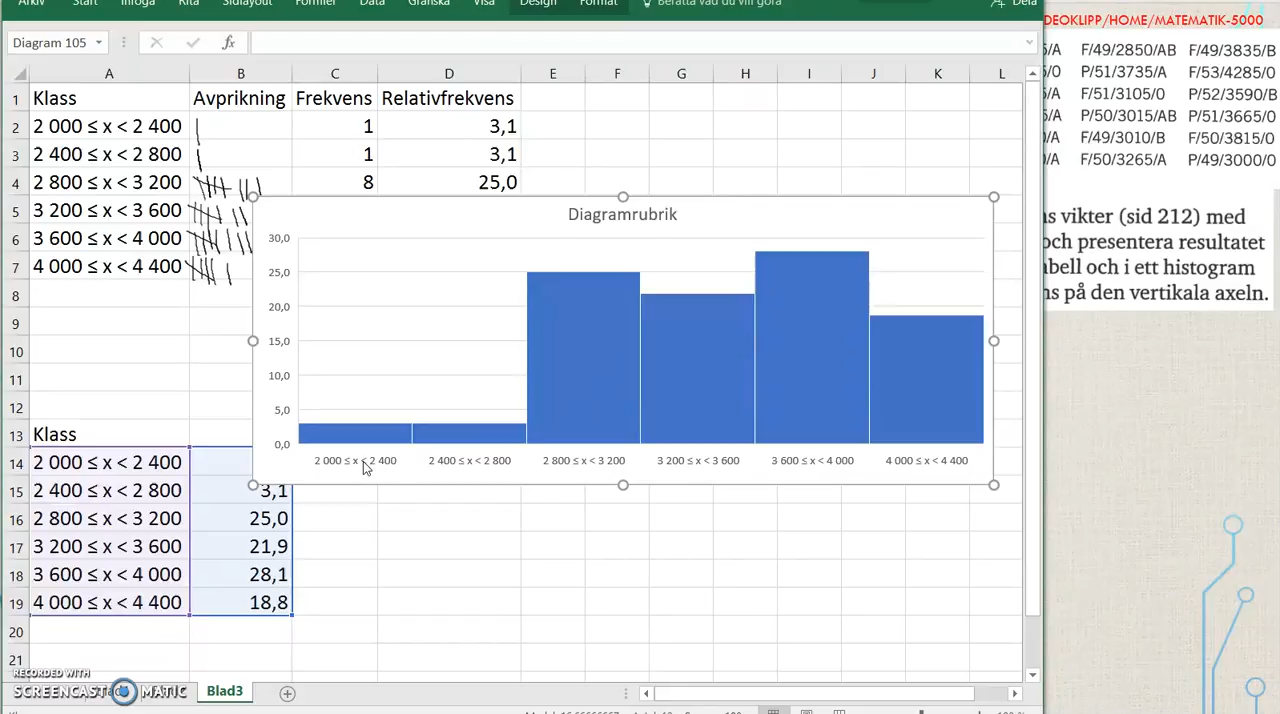 Arkiv Start Infoga Rita Sidlayout Formler Data Granska Visa Design Format Berätta vad du vill göra Dela
Diagram 105 fx
A B C D E F G H I J K L
1 Klass Avprikning Frekvens Relativfrekvens
2 2 000 ≤ x < 2 400 1 3,1
3 2 400 ≤ x < 2 800 1 3,1
4 2 800 ≤ x < 3 200 8 25,0
5 3 200 ≤ x < 3 600
6 3 600 ≤ x < 4 000
7 4 000 ≤ x < 4 400
8
9
10
11
12
13 Klass
14 2 000 ≤ x < 2 400
15 2 400 ≤ x < 2 800 3,1
16 2 800 ≤ x < 3 200 25,0
17 3 200 ≤ x < 3 600 21,9
18 3 600 ≤ x < 4 000 28,1
19 4 000 ≤ x < 4 400 18,8
20
21
Diagramrubrik
30,0
25,0
20,0
15,0
10,0
5,0
0,0
2 000 ≤ x < 2 400 2 400 ≤ x < 2 800 2 800 ≤ x < 3 200 3 200 ≤ x < 3 600 3 600 ≤ x < 4 000 4 000 ≤ x < 4 400
RECORDED WITH
SCREENCAST MATIC
Blad3
DEOKLIPP/HOME/MATEMATIK-5000
5/A F/49/2850/AB F/49/3835/B
5/0 P/51/3735/A F/53/4285/0
5/A F/51/3105/0 P/52/3590/B
5/A P/50/3015/AB P/51/3665/0
0/A F/49/3010/B F/50/3815/0
0/A F/50/3265/A P/49/3000/0
ns vikter (sid 212) med
och presentera resultatet
abell och i ett histogram
ns på den vertikala axeln.